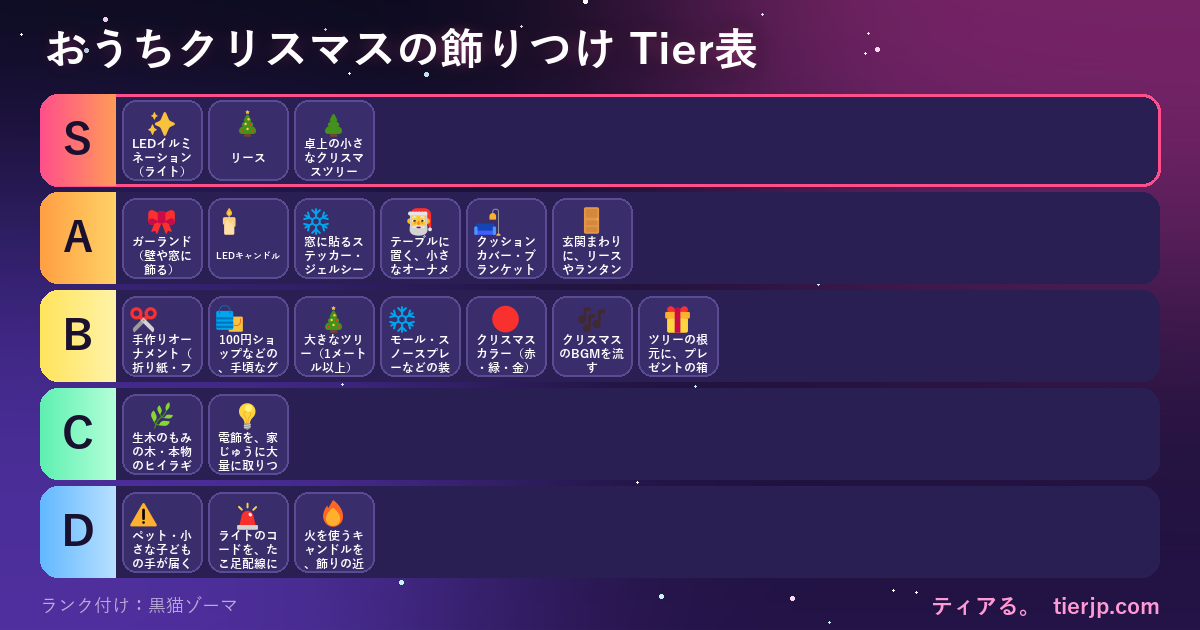 おうちクリスマスの飾りつけ Tier表
S
LEDイルミ
ネーション
（ライト）
リース
卓上の小さ
なクリスマ
スツリー
A
ガーランド
（壁や窓に
飾る）
LEDキャンドル
窓に貼るス
テッカー・
ジェルシー
テーブルに
置く、小さ
なオーナメ
クッション
カバー・ブ
ランケット
玄関まわり
に、リース
やランタン
B
手作りオー
ナメント（
折り紙・フ
100円ショ
ップなどの
、手頃なグ
大きなツリ
ー（1メート
ル以上）
モール・ス
ノースプレ
ーなどの装
クリスマス
カラー（赤
・緑・金）
クリスマス
のBGMを流
す
ツリーの根
元に、プレ
ゼントの箱
C
生木のもみ
の木・本物
のヒイラギ
電飾を、家
じゅうに大
量に取りつ
D
ペット・小
さな子ども
の手が届く
ライトのコ
ードを、た
こ足配線に
火を使うキ
ャンドルを
、飾りの近
ランク付け：黒猫ゾーマ
ティアる。 tierjp.com